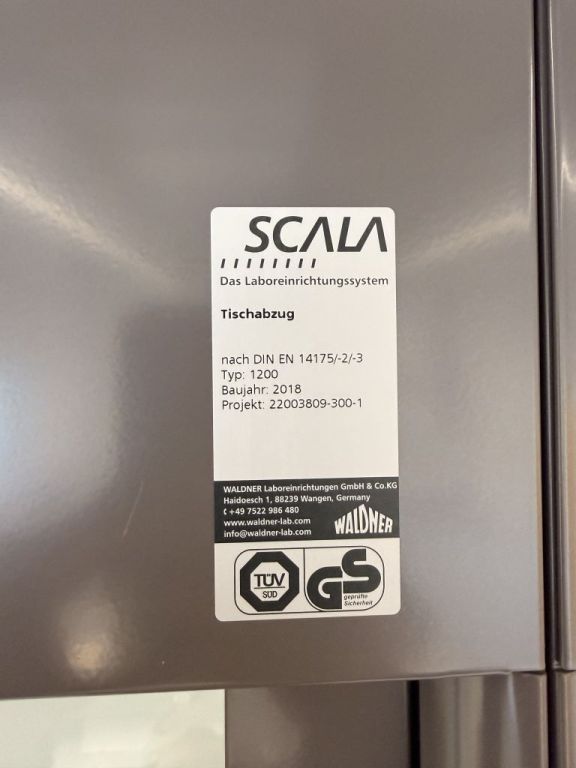 SCALA
Das Laboreinrichtungssystem
Tischabzug
nach DIN EN 14175/-2/-3
Typ: 1200
Baujahr: 2018
Projekt: 22003809-300-1
WALDNER Laboreinrichtungen GmbH & Co.KG
Haidoesch 1, 88239 Wangen, Germany
+49 7522 986 480
www.waldner-lab.com
info@waldner-lab.com
WALDNER
TÜV
SÜD
GS
geprüfte
Sicherheit